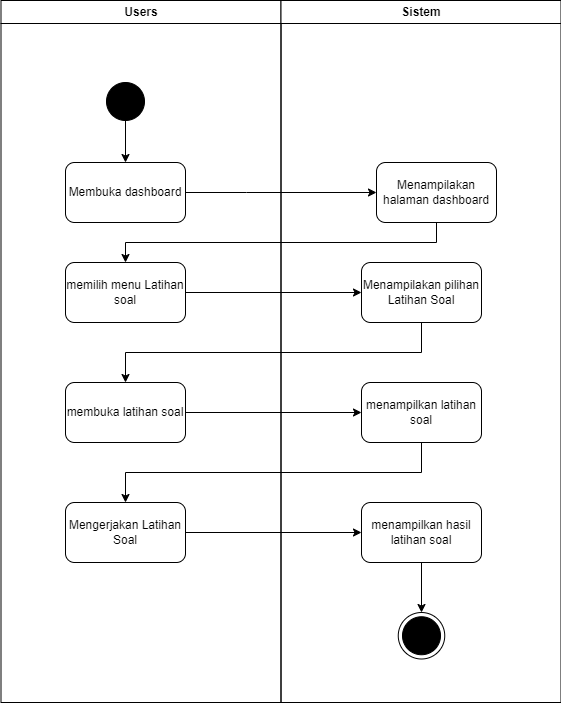 Users
Sistem
Membuka dashboard
Menampilakan
halaman dashboard
memilih menu Latihan
soal
Menampilakan pilihan
Latihan Soal
membuka latihan soal
menampilkan latihan
soal
Mengerjakan Latihan
Soal
menampilkan hasil
latihan soal